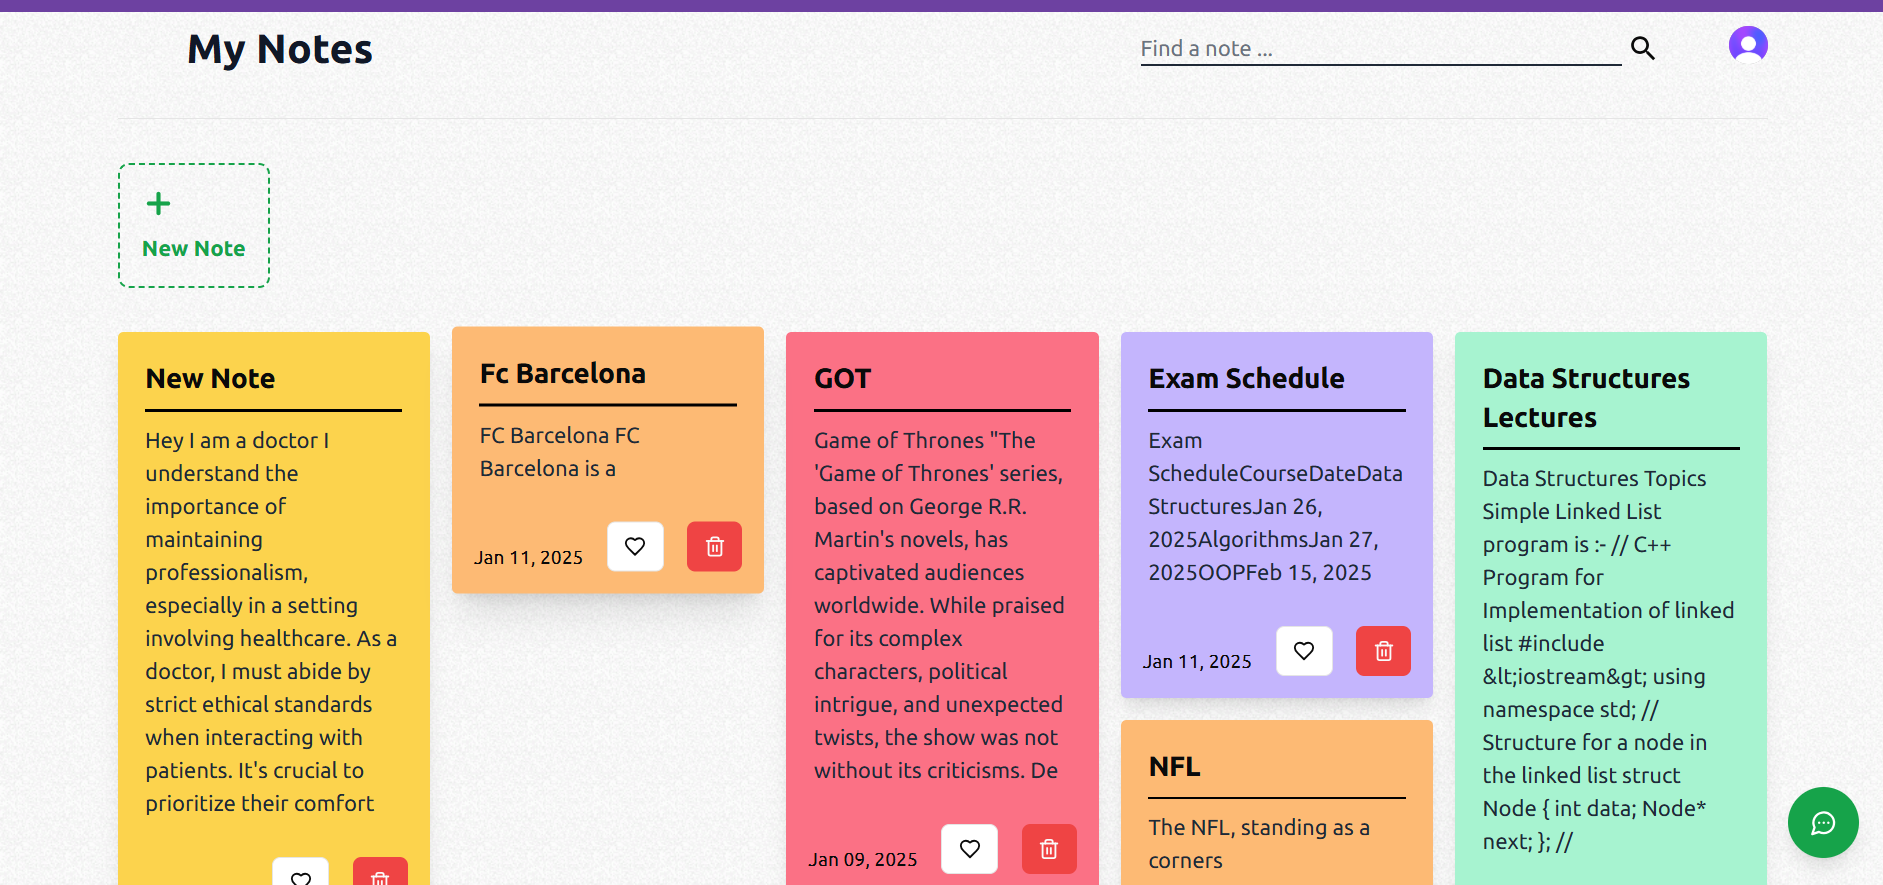 My Notes
Find a note ...
New Note
New Note
Hey I am a doctor I
understand the
importance of
maintaining
professionalism,
especially in a setting
involving healthcare. As a
doctor, I must abide by
strict ethical standards
when interacting with
patients. It's crucial to
prioritize their comfort
Fc Barcelona
FC Barcelona FC
Barcelona is a
Jan 11, 2025
GOT
Game of Thrones "The
'Game of Thrones' series,
based on George R.R.
Martin's novels, has
captivated audiences
worldwide. While praised
for its complex
characters, political
intrigue, and unexpected
twists, the show was not
without its criticisms. De
Jan 09, 2025
Exam Schedule
Exam
ScheduleCourseDateData
StructuresJan 26,
2025AlgorithmsJan 27,
2025OOPFeb 15, 2025
Jan 11, 2025
NFL
The NFL, standing as a
corners
Data Structures
Lectures
Data Structures Topics
Simple Linked List
program is :- // C++
Program for
Implementation of linked
list #include
&lt;iostream&gt; using
namespace std; //
Structure for a node in
the linked list struct
Node { int data; Node*
next; }; //